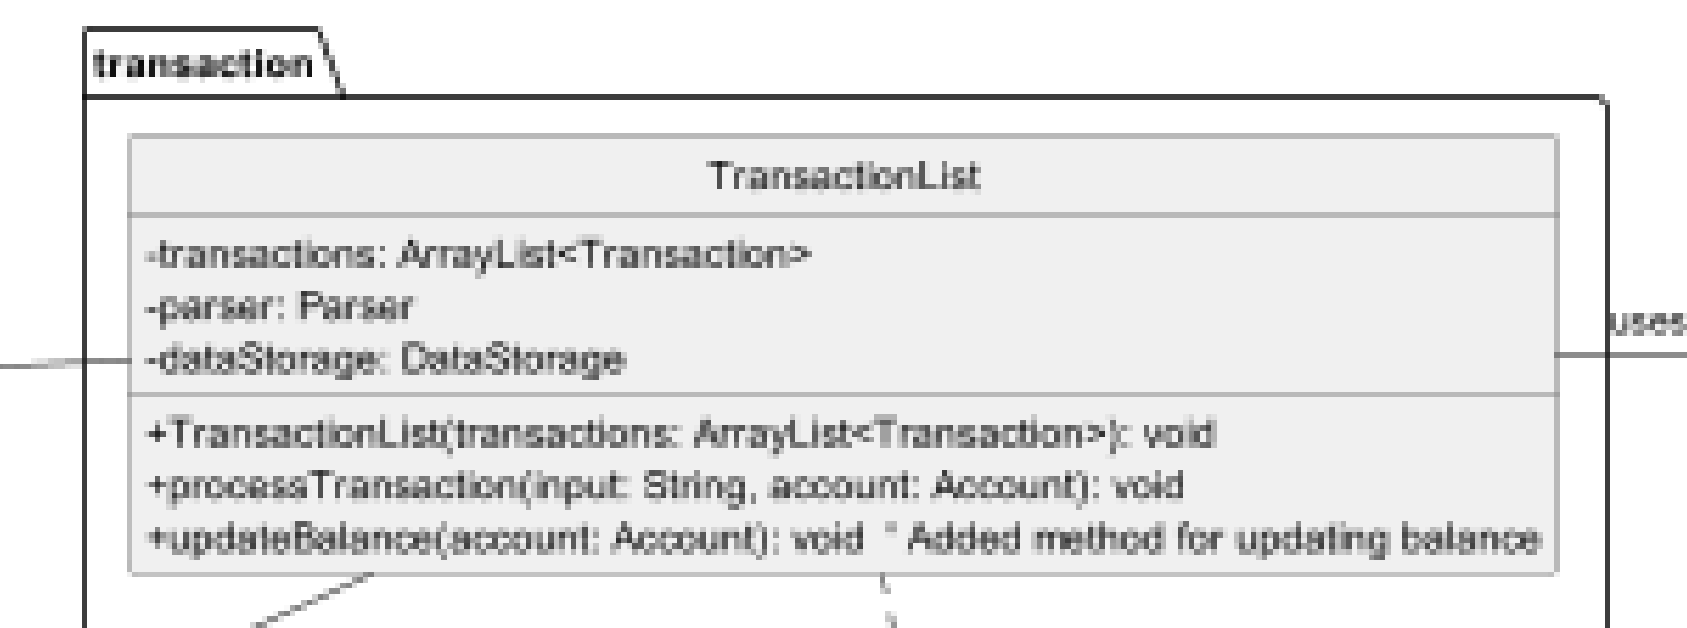 transaction
TransactionList
-transactions: ArrayList<Transaction>
-parser: Parser
uses
-dataStorage: DataStorage
+TransactionList(transactions: ArrayList<Transaction>): void
+processTransaction(input: String, account: Account): void
+updateBalance(account: Account): void ' Added method for updating balance